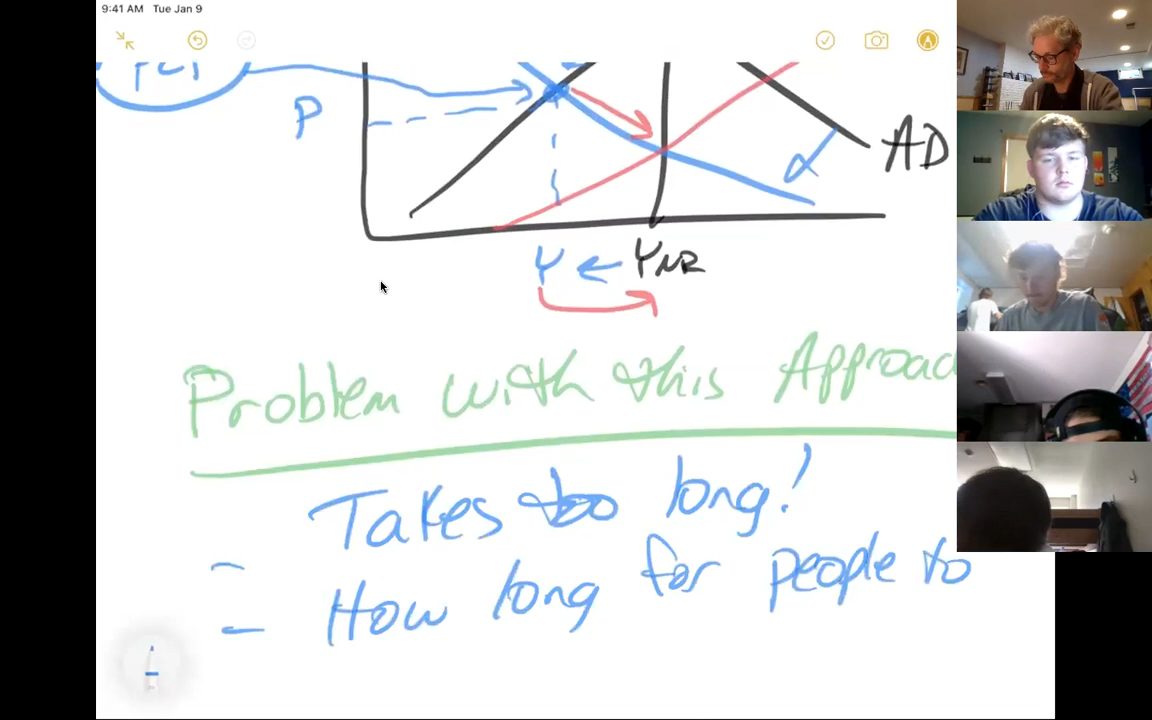 9:41 AM Tue Jan 9
P
AD
Y ← YNR
Problem with this Approac
Takes too long!
- How long for people to